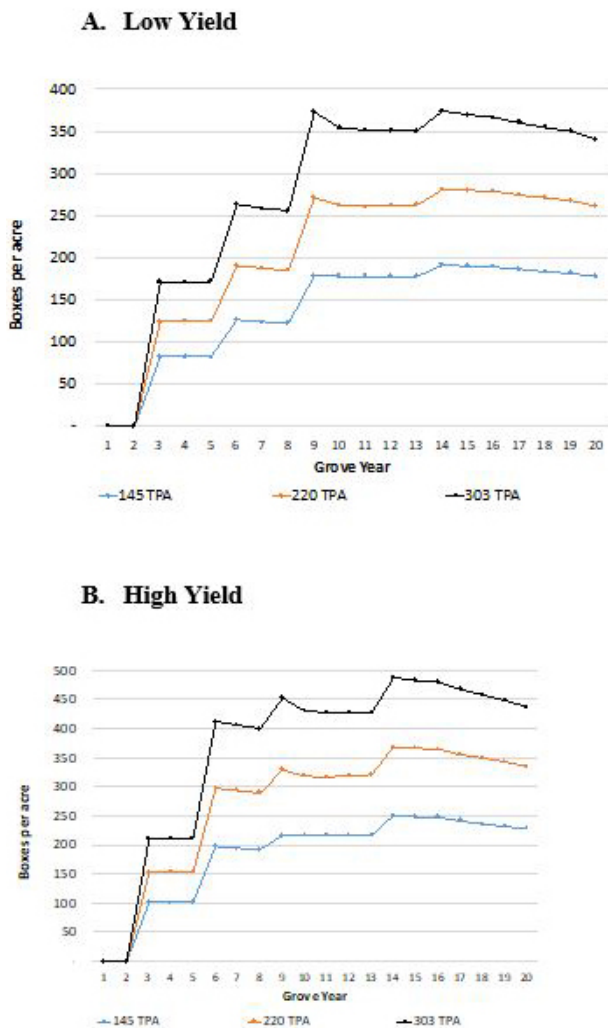 A. Low Yield
400
350
300
250
200
150
100
50
-
Boxes per acre
1 2 3 4 5 6 7 8 9 10 11 12 13 14 15 16 17 18 19 20
Grove Year
145 TPA 220 TPA 303 TPA
B. High Yield
500
450
400
350
300
250
200
150
100
50
-
Boxes per acre
1 2 3 4 5 6 7 8 9 10 11 12 13 14 15 16 17 18 19 20
Grove Year
145 TPA 220 TPA 303 TPA